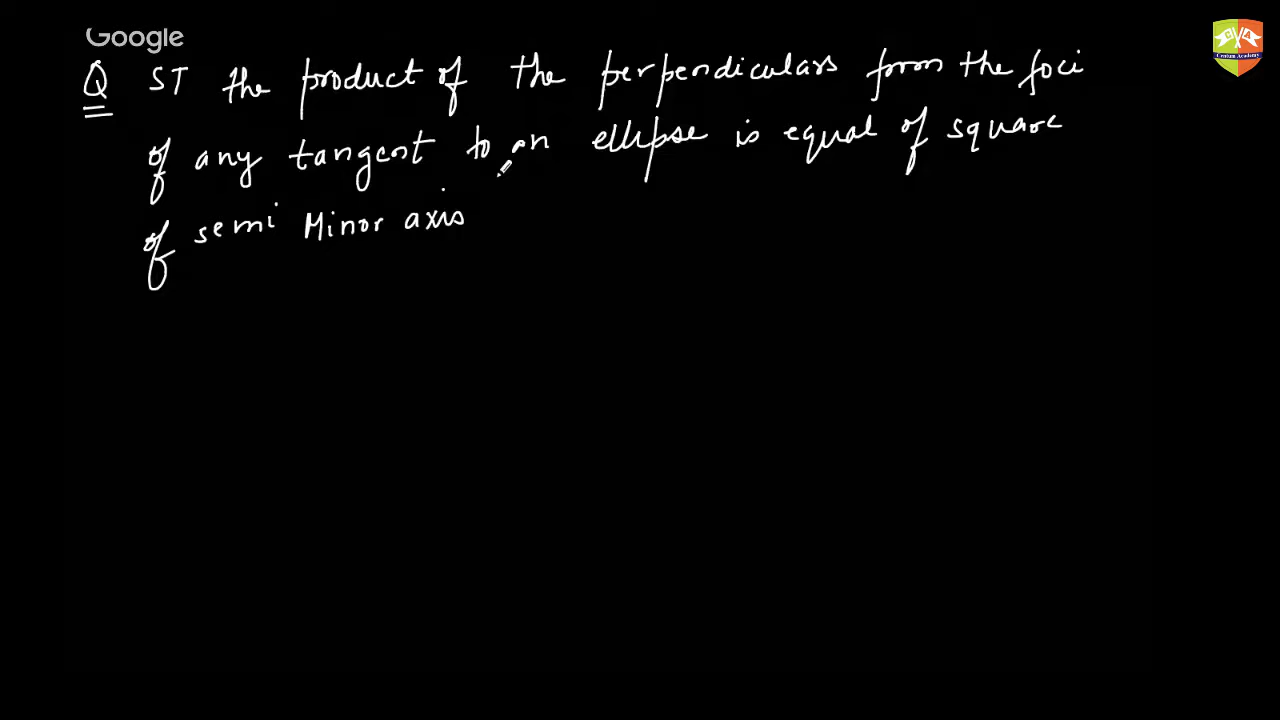 Google
Q ST the product of the perpendiculars from the foci
of any tangent to an ellipse is equal of square
of semi Minor axis